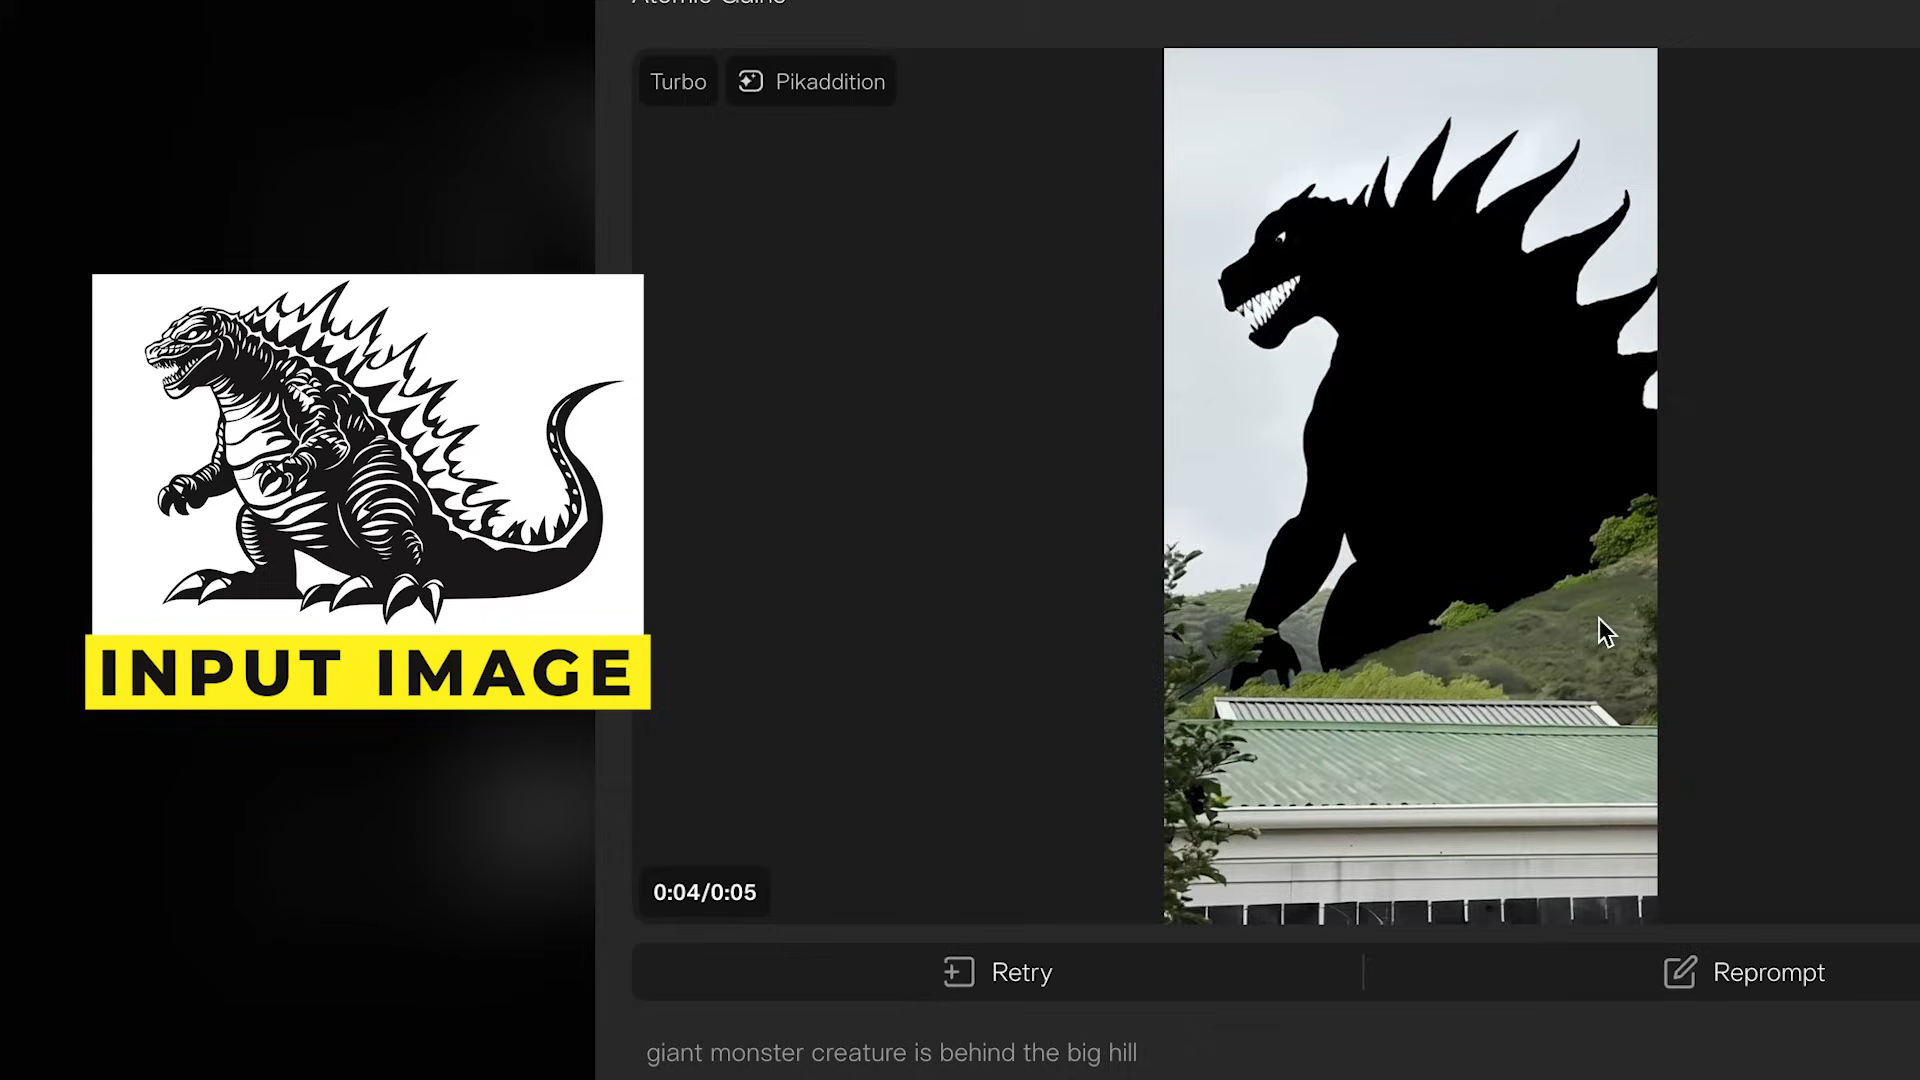 Turbo
Pikaddition
INPUT IMAGE
0:04/0:05
Retry
Reprompt
giant monster creature is behind the big hill